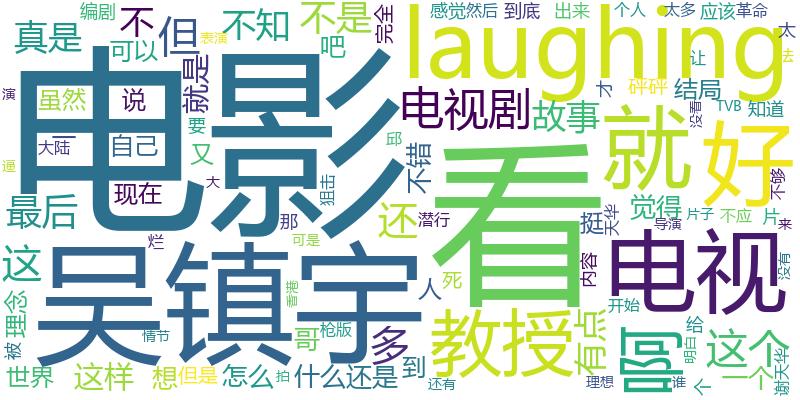 编剧
不
但
不知
不是
感觉
然后
到底
出来
个人
太多
应该
革命
真是
可以
吧
完全
laughing
太
表演
就是
让
法
演
虽然
说
电影
电视剧
故事
才
砰砰
结局
TVB
知道
没看
一
要
大陆
自己
又
邱
不错
看
就
好
逼
现在
大
狙击
最后
那
还
潜行
挺
天华
觉得
片子
不应
片
不够
导演
来
这
烂
吴镇宇
可是
人
死
内容
电视
没有
理念
香港
开始
被
情节
枪版
哥
多
教授
有点
啊
明白
给
这个
世界
这样
想
但是
怎么
拍
什么
还是
到
还有
理想
谁
个
一个
谢天华